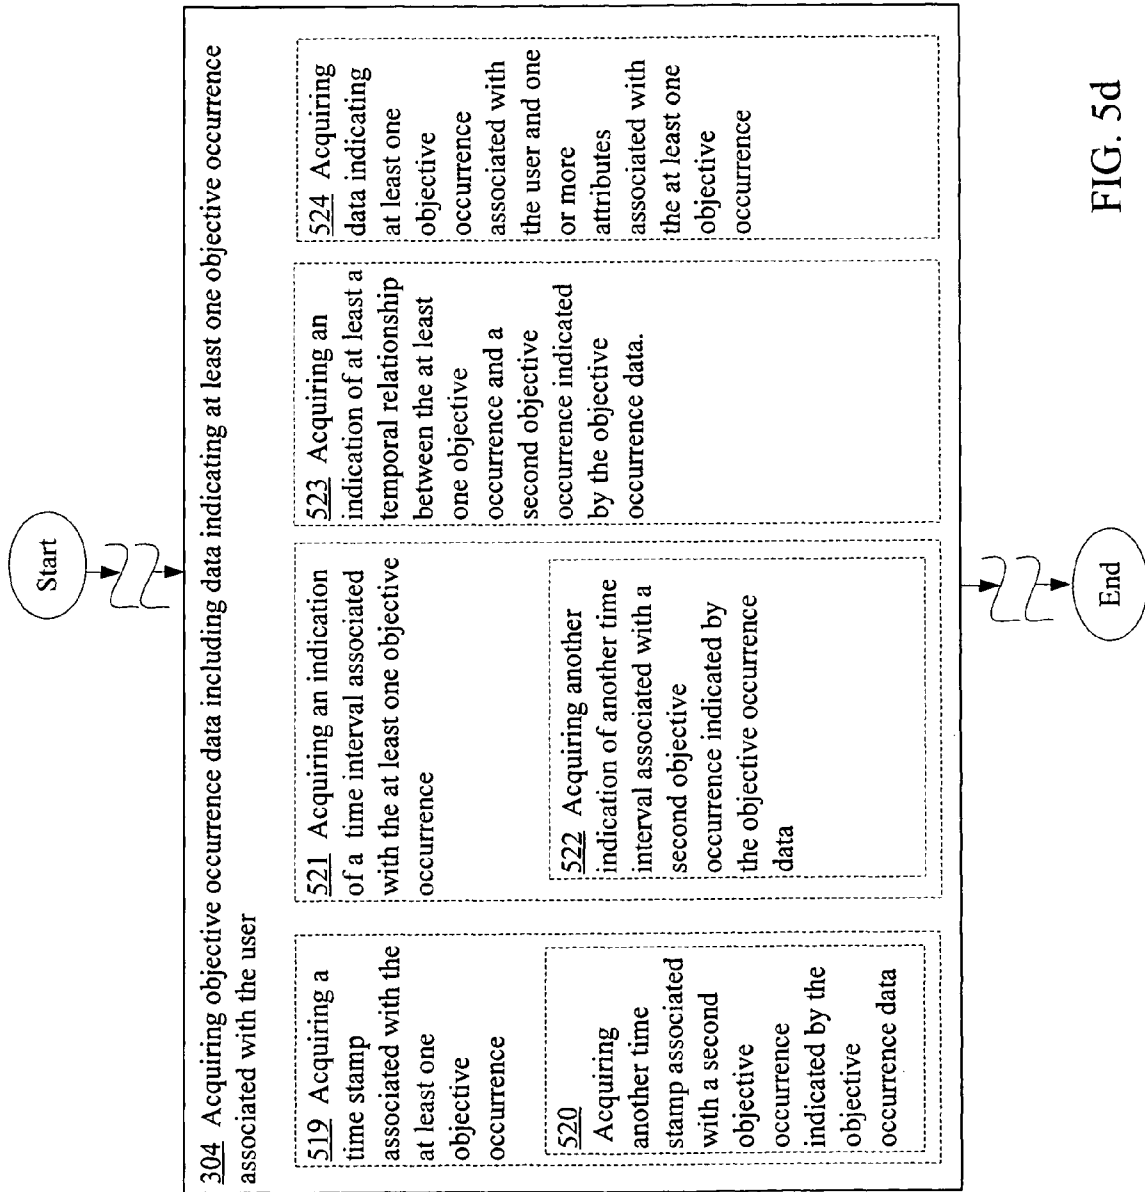 Start
304 Acquiring objective occurrence data including data indicating at least one objective occurrence
associated with the user
519 Acquiring a
time stamp
associated with the
at least one
objective
occurrence
520
Acquiring
another time
stamp associated
with a second
objective
occurrence
indicated by the
objective
occurrence data
521 Acquiring an indication
of a time interval associated
with the at least one objective
occurrence
522 Acquiring another
indication of another time
interval associated with a
second objective
occurrence indicated by
the objective occurrence
data
523 Acquiring an
indication of at least a
temporal relationship
between the at least
one objective
occurrence and a
second objective
occurrence indicated
by the objective
occurrence data.
524 Acquiring
data indicating
at least one
objective
occurrence
associated with
the user and one
or more
attributes
associated with
the at least one
objective
occurrence
End
FIG. 5d